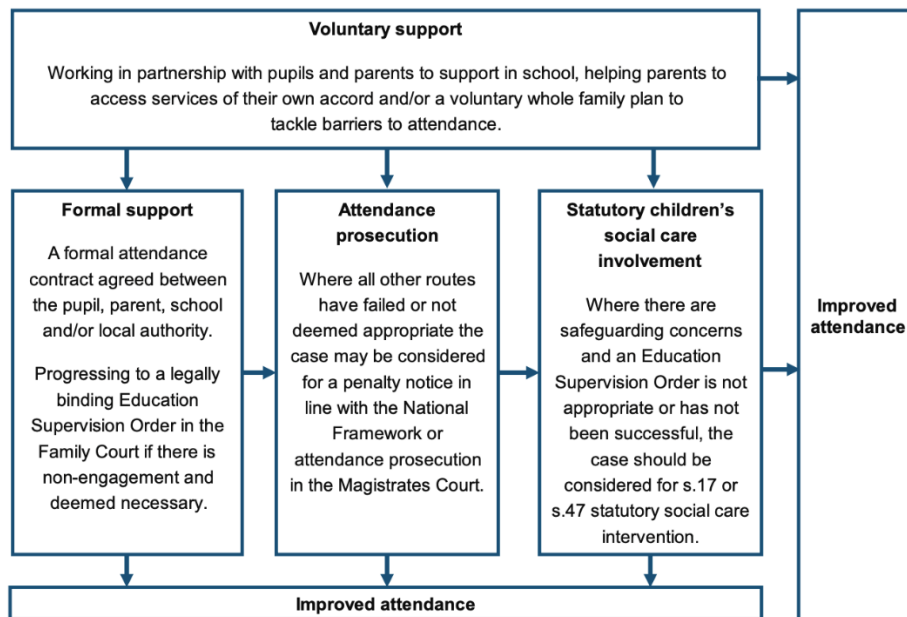 Voluntary support
Working in partnership with pupils and parents to support in school, helping parents to
access services of their own accord and/or a voluntary whole family plan to
tackle barriers to attendance.
Formal support
A formal attendance
contract agreed between
the pupil, parent, school
and/or local authority.
Progressing to a legally
binding Education
Supervision Order in the
Family Court if there is
non-engagement and
deemed necessary.
Attendance
prosecution
Where all other routes
have failed or not
deemed appropriate the
case may be considered
for a penalty notice in
line with the National
Framework or
attendance prosecution
in the Magistrates Court.
Statutory children’s
social care
involvement
Where there are
safeguarding concerns
and an Education
Supervision Order is not
appropriate or has not
been successful, the
case should be
considered for s.17 or
s.47 statutory social care
intervention.
Improved
attendance
Improved attendance